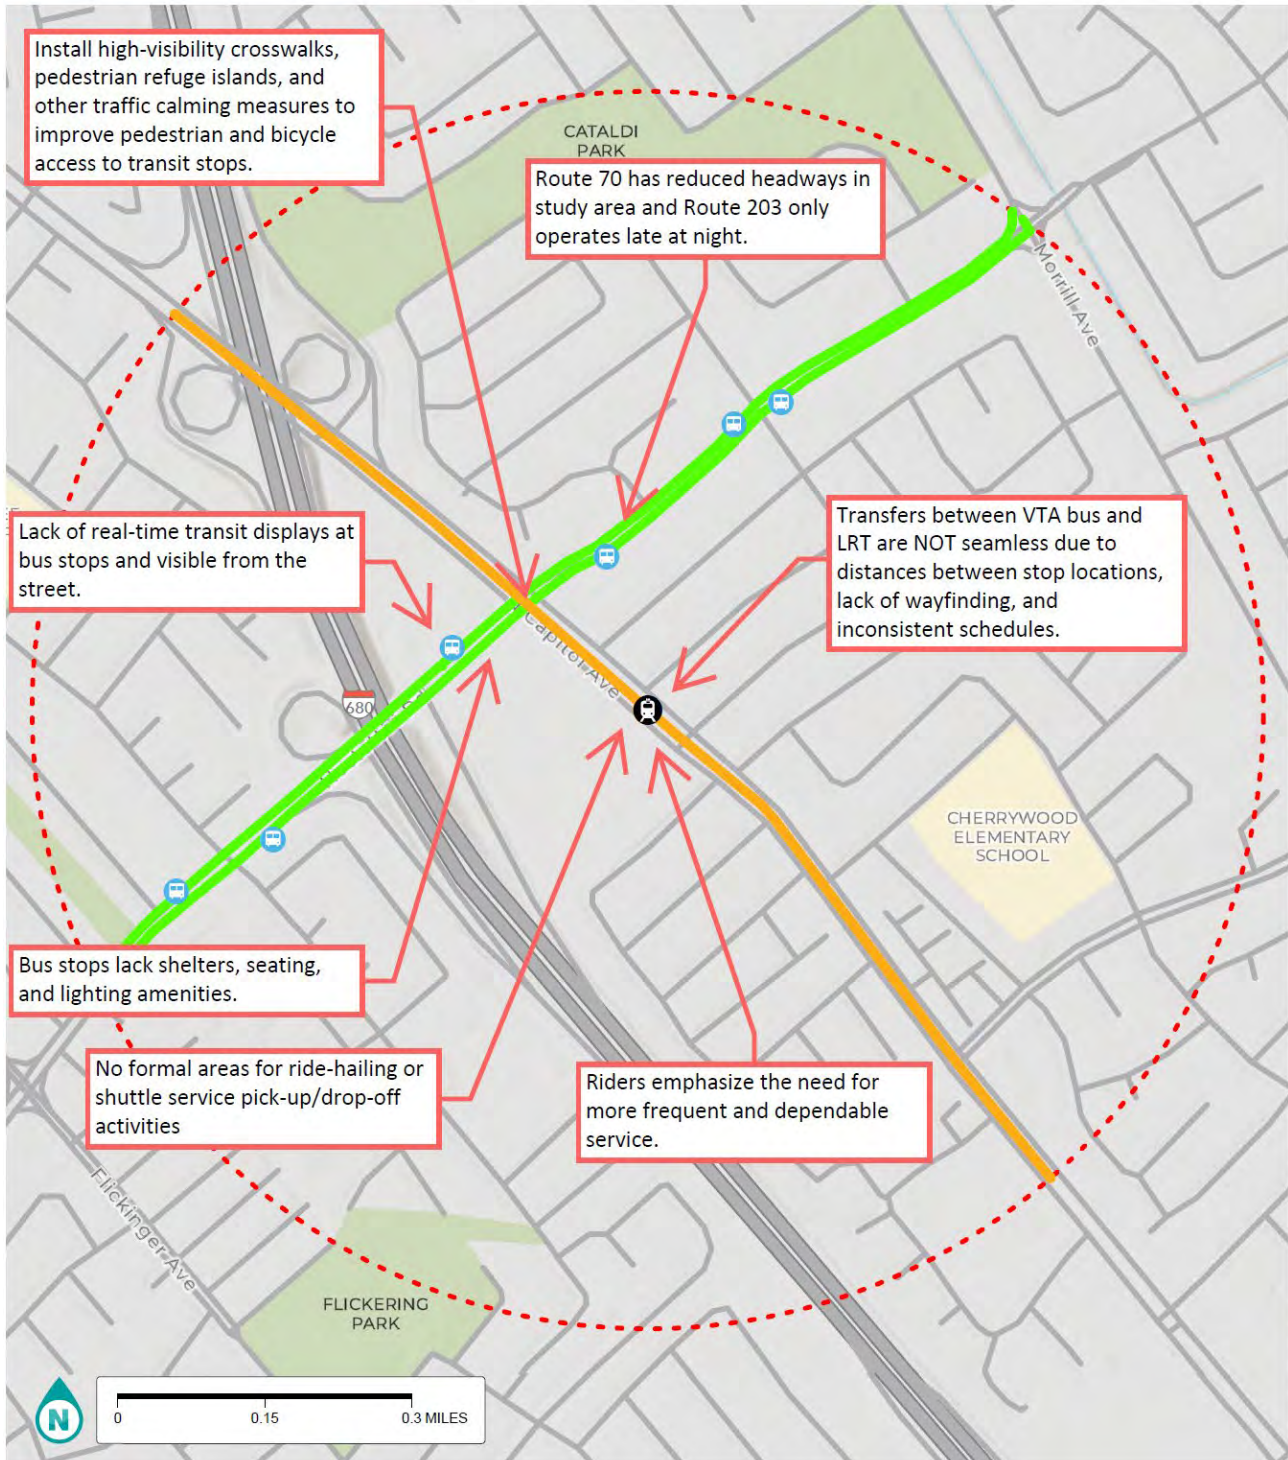 Install high-visibility crosswalks,
pedestrian refuge islands, and
other traffic calming measures to
improve pedestrian and bicycle
access to transit stops.
CATALDI
PARK
Route 70 has reduced headways in
study area and Route 203 only
operates late at night.
Morrill Ave
Lack of real-time transit displays at
bus stops and visible from the
street.
Transfers between VTA bus and
LRT are NOT seamless due to
distances between stop locations,
lack of wayfinding, and
inconsistent schedules.
Capitol Ave
680
CHERRYWOOD
ELEMENTARY
SCHOOL
Bus stops lack shelters, seating,
and lighting amenities.
No formal areas for ride-hailing or
shuttle service pick-up/drop-off
activities
Riders emphasize the need for
more frequent and dependable
service.
Flickinger Ave
FLICKERING
PARK
N
0 0.15 0.3 MILES